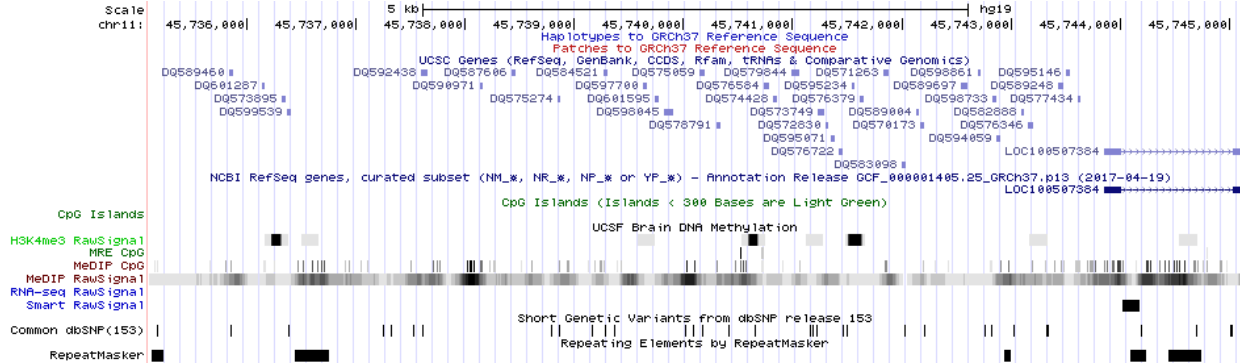 Scale 5 kb hg19
chr11: 45,736,000 45,737,000 45,738,000 45,739,000 45,740,000 45,741,000 45,742,000 45,743,000 45,744,000 45,745,000
Haplotypes to GRCh37 Reference Sequence
Patches to GRCh37 Reference Sequence
UCSC Genes (RefSeq, GenBank, CCDS, Rfam, tRNAs & Comparative Genomics)
DQ589460 DQ592438 DQ587606 DQ584521 DQ575059 DQ579844 DQ571263 DQ598861 DQ595146
DQ601287 DQ590971 DQ597700 DQ576584 DQ595234 DQ589697 DQ589248
DQ573895 DQ575274 DQ601595 DQ574428 DQ576379 DQ598733 DQ577434
DQ599539 DQ598045 DQ573749 DQ589004 DQ582888
DQ578791 DQ572830 DQ570173 DQ576346
DQ595071 DQ594059
DQ576722 LOC100507384
DQ583098
NCBI RefSeq genes, curated subset (NM_*, NR_*, NP_* or YP_*) - Annotation Release GCF_000001405.25_GRCh37.p13 (2017-04-19)
LOC100507384
CpG Islands (Islands < 300 Bases are Light Green)
CpG Islands
UCSF Brain DNA Methylation
H3K4me3 RawSignal
MRE CpG
MeDIP CpG
MeDIP RawSignal
RNA-seq RawSignal
Smart RawSignal
Short Genetic Variants from dbSNP release 153
Common dbSNP(153)
Repeating Elements by RepeatMasker
RepeatMasker